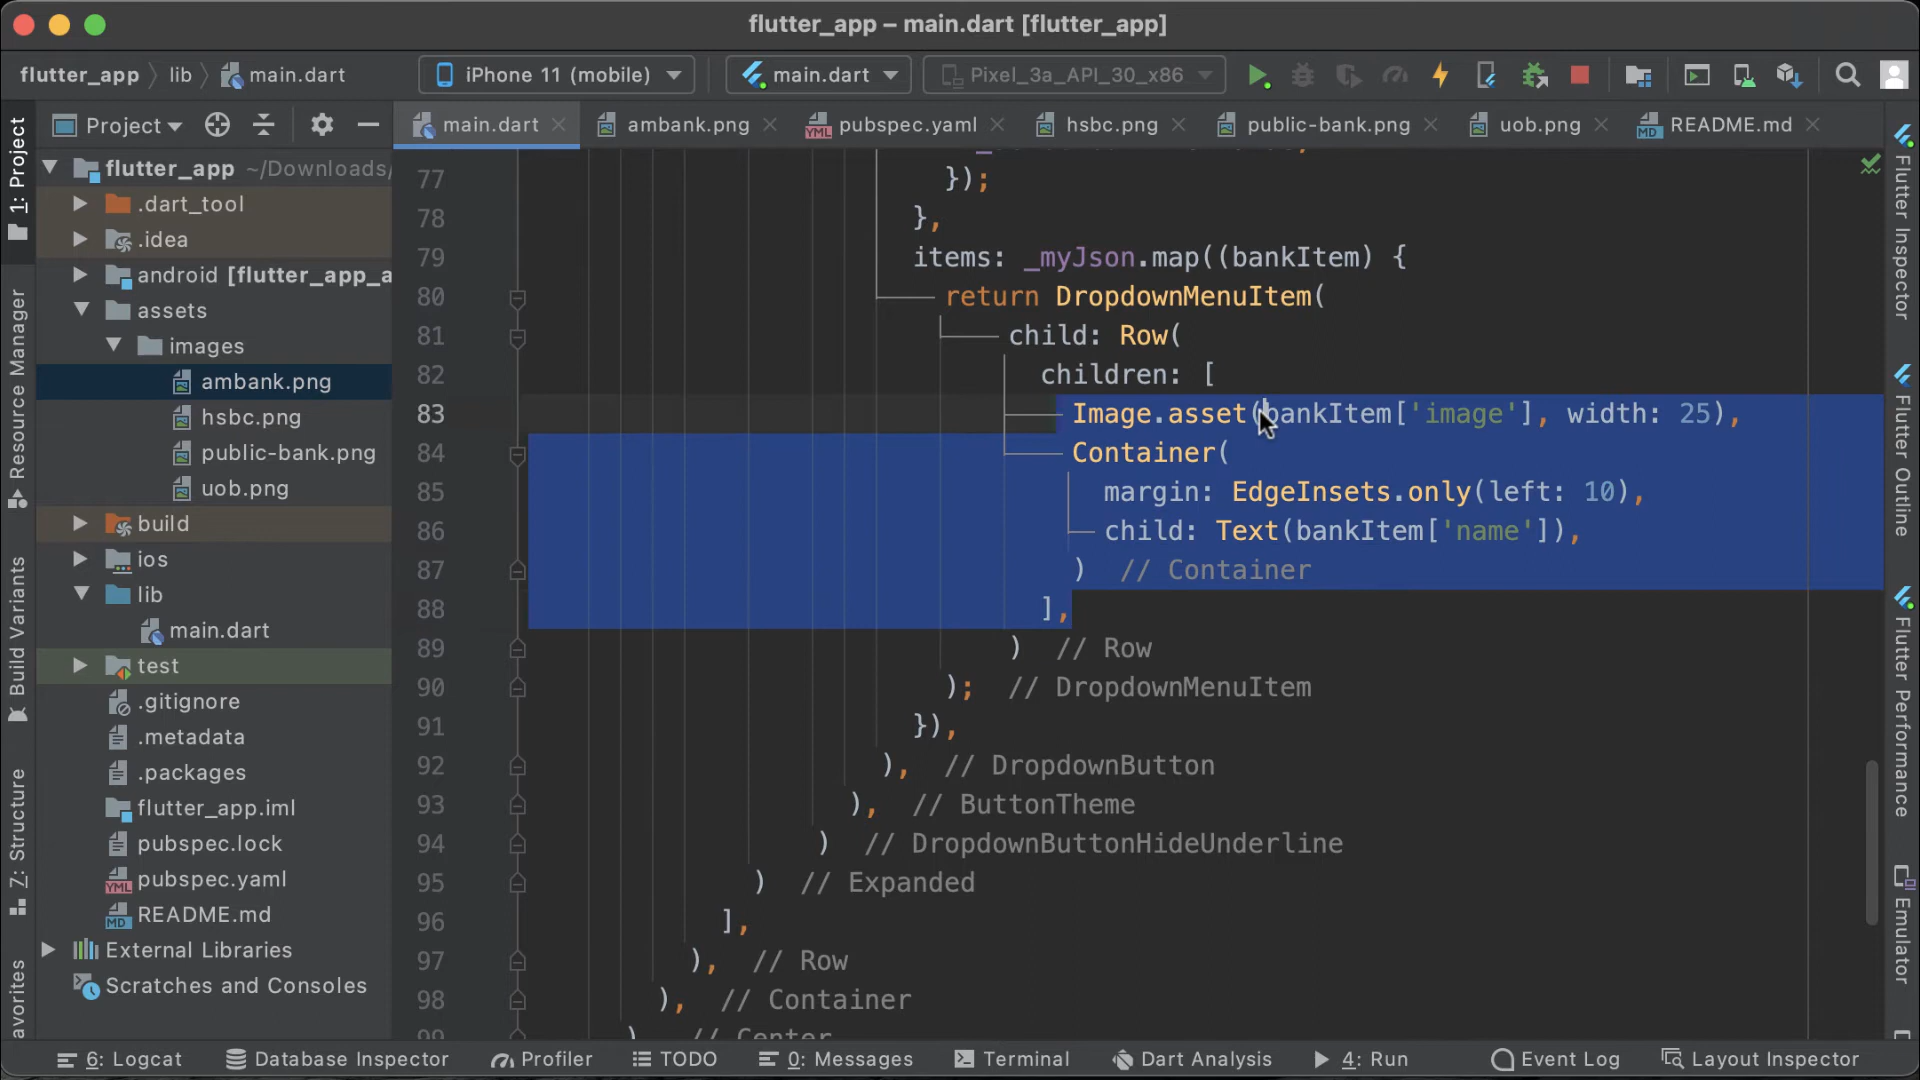 flutter_app – main.dart [flutter_app]
flutter_app lib main.dart
iPhone 11 (mobile)
main.dart
Pixel_3a_API_30_x86
Project
main.dart
ambank.png
pubspec.yaml
hsbc.png
public-bank.png
uob.png
README.md
1: Project
Resource Manager
Build Variants
Z: Structure
avorites
flutter_app ~/Downloads/
.dart_tool
.idea
android [flutter_app_a
assets
images
ambank.png
hsbc.png
public-bank.png
uob.png
build
ios
lib
main.dart
test
.gitignore
.metadata
.packages
flutter_app.iml
pubspec.lock
pubspec.yaml
README.md
External Libraries
Scratches and Consoles
77 });
78 },
79 items: _myJson.map((bankItem) {
80 return DropdownMenuItem(
81 child: Row(
82 children: [
83 Image.asset(bankItem['image'], width: 25),
84 Container(
85 margin: EdgeInsets.only(left: 10),
86 child: Text(bankItem['name']),
87 ) // Container
88 ],
89 ) // Row
90 ); // DropdownMenuItem
91 }),
92 ), // DropdownButton
93 ), // ButtonTheme
94 ) // DropdownButtonHideUnderline
95 ) // Expanded
96 ],
97 ), // Row
98 ), // Container
99 ) // Center
Flutter Inspector
Flutter Outline
Flutter Performance
Emulator
6: Logcat
Database Inspector
Profiler
TODO
0: Messages
Terminal
Dart Analysis
4: Run
Event Log
Layout Inspector